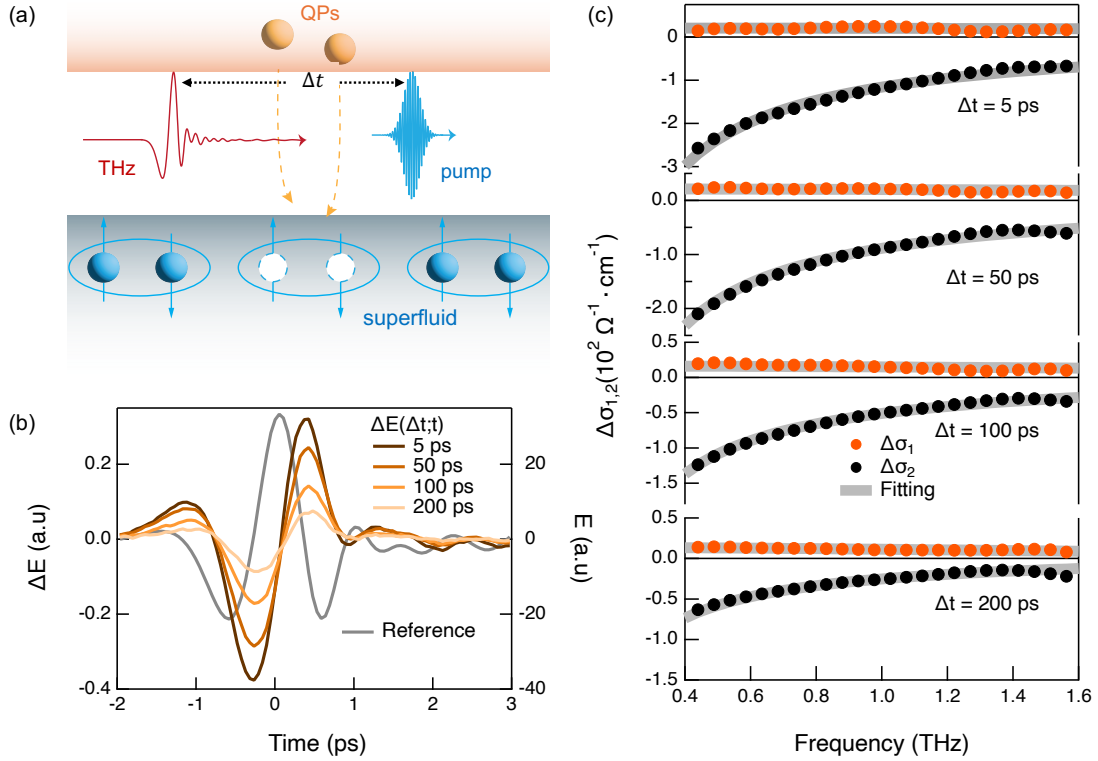 (a)
QPs
Δt
THz
pump
superfluid
(b)
ΔE(Δt;t)
5 ps
50 ps
100 ps
200 ps
Reference
0.2
0.0
-0.2
-0.4
20
0
-20
-40
-2
-1
0
1
2
3
ΔE (a.u)
E (a.u)
Time (ps)
(c)
0
-1
-2
-3
Δt = 5 ps
0.0
-1.0
-2.0
Δt = 50 ps
.5
0.5
0.0
-0.5
-1.0
-1.5
Δt = 100 ps
Δσ1
Δσ2
Fitting
0.5
0.0
-0.5
-1.0
-1.5
Δt = 200 ps
0.4
0.6
0.8
1.0
1.2
1.4
1.6
Δσ1,2(10² Ω⁻¹ · cm⁻¹)
Frequency (THz)